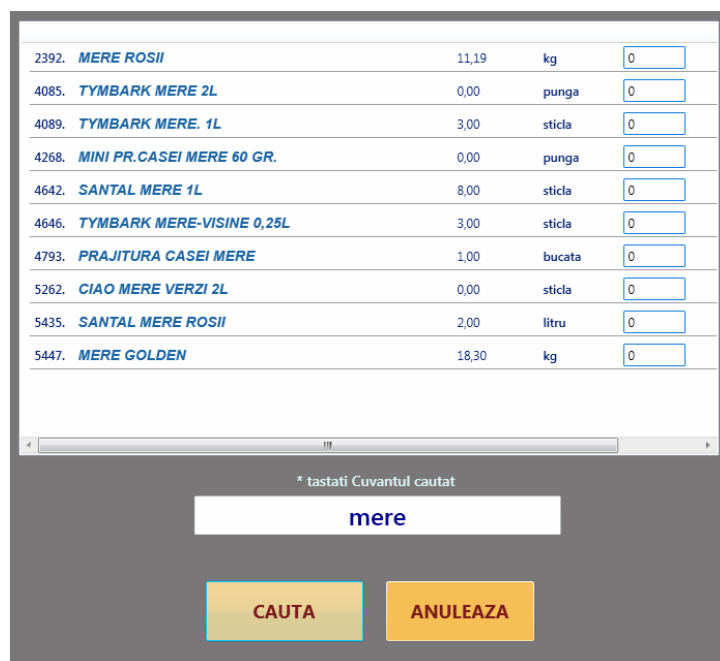 2392. MERE ROSII 11,19 kg 0
4085. TYMBARK MERE 2L 0,00 punga 0
4089. TYMBARK MERE. 1L 3,00 sticla 0
4268. MINI PR.CASEI MERE 60 GR. 0,00 punga 0
4642. SANTAL MERE 1L 8,00 sticla 0
4646. TYMBARK MERE-VISINE 0,25L 3,00 sticla 0
4793. PRAJITURA CASEI MERE 1,00 bucata 0
5262. CIAO MERE VERZI 2L 0,00 sticla 0
5435. SANTAL MERE ROSII 2,00 litru 0
5447. MERE GOLDEN 18,30 kg 0
* tastati Cuvantul cautat
mere
CAUTA ANULEAZA